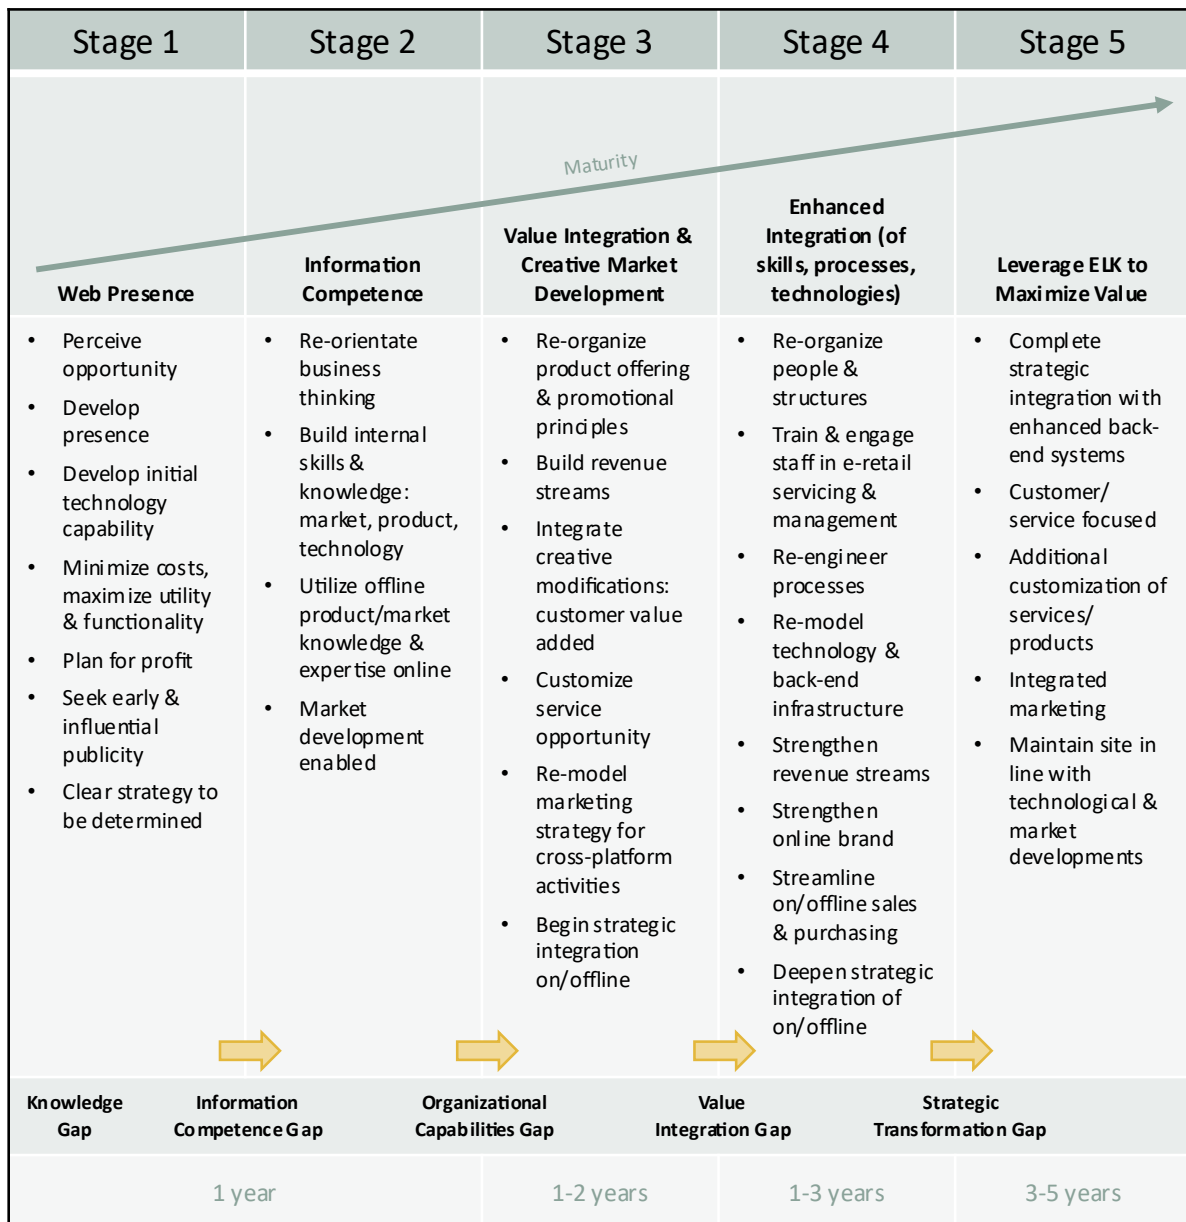 Stage 1
Stage 2
Stage 3
Stage 4
Stage 5
Maturity
Web Presence
Information
Competence
Value Integration &
Creative Market
Development
Enhanced
Integration (of
skills, processes,
technologies)
Leverage ELK to
Maximize Value
• Perceive
opportunity
• Develop
presence
• Develop initial
technology
capability
• Minimize costs,
maximize utility
& functionality
• Plan for profit
• Seek early &
influential
publicity
• Clear strategy to
be determined
• Re-orientate
business
thinking
• Build internal
skills &
knowledge:
market, product,
technology
• Utilize offline
product/market
knowledge &
expertise online
• Market
development
enabled
• Re-organize
product offering
& promotional
principles
• Build revenue
streams
• Integrate
creative
modifications:
customer value
added
• Customize
service
opportunity
• Re-model
marketing
strategy for
cross-platform
activities
• Begin strategic
integration
on/offline
• Re-organize
people &
structures
• Train & engage
staff in e-retail
servicing &
management
• Re-engineer
processes
• Re-model
technology &
back-end
infrastructure
• Strengthen
revenue streams
• Strengthen
online brand
• Streamline
on/offline sales
& purchasing
• Deepen strategic
integration of
on/offline
• Complete
strategic
integration with
enhanced back-
end systems
• Customer/
service focused
• Additional
customization of
services/
products
• Integrated
marketing
• Maintain site in
line with
technological &
market
developments
Knowledge
Gap
Information
Competence Gap
Organizational
Capabilities Gap
Value
Integration Gap
Strategic
Transformation Gap
1 year
1-2 years
1-3 years
3-5 years